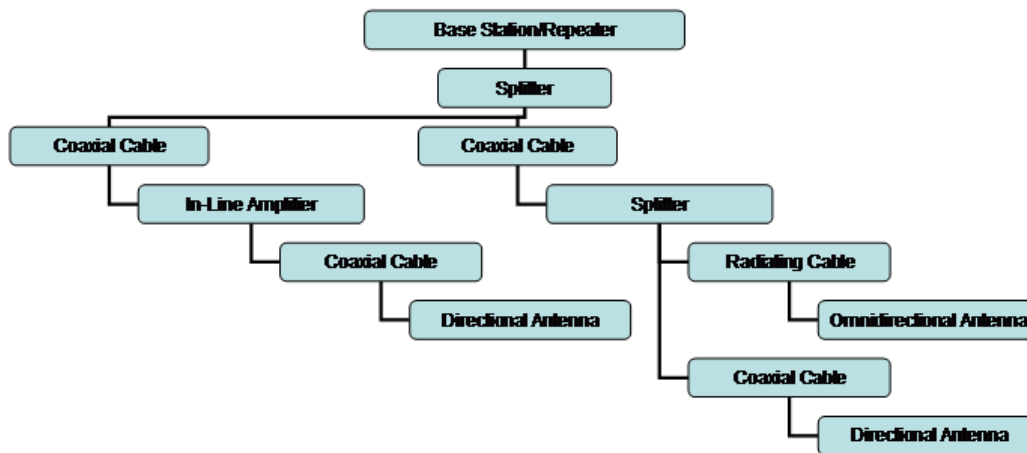 Base Station/Repeater
Splitter
Coaxial Cable
Coaxial Cable
In-Line Amplifier
Splitter
Coaxial Cable
Radiating Cable
Directional Antenna
Omnidirectional Antenna
Coaxial Cable
Directional Antenna